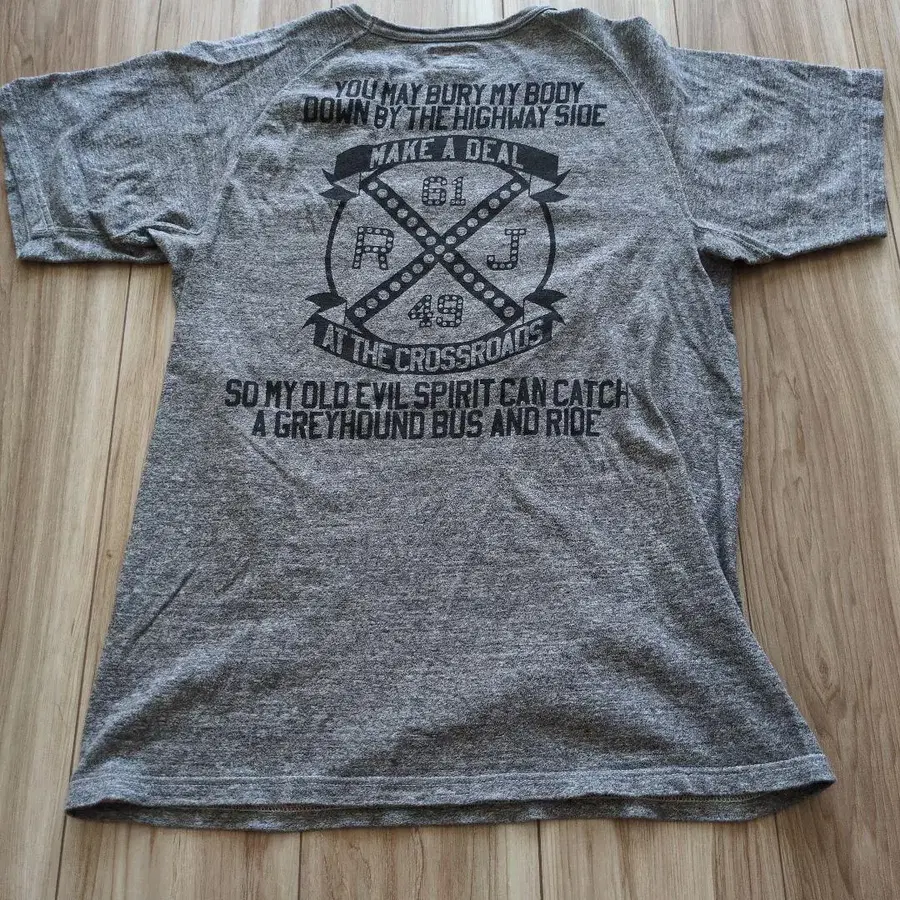 YOU MAY BURY MY BODY
DOWN BY THE HIGHWAY SIDE
MAKE A DEAL
61
R J
49
AT THE CROSSROADS
SO MY OLD EVIL SPIRIT CAN CATCH
A GREYHOUND BUS AND RIDE